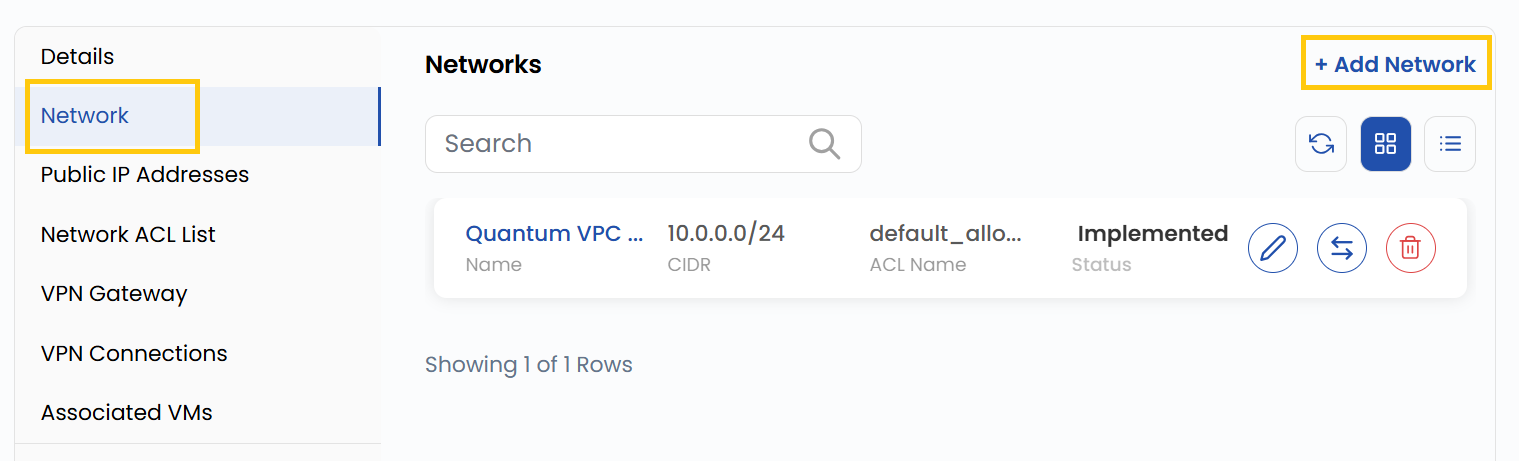 Details
Network
Public IP Addresses
Network ACL List
VPN Gateway
VPN Connections
Associated VMs
Networks
+ Add Network
Search
Quantum VPC ... 10.0.0.0/24 default_allo... Implemented
Name CIDR ACL Name Status
Showing 1 of 1 Rows